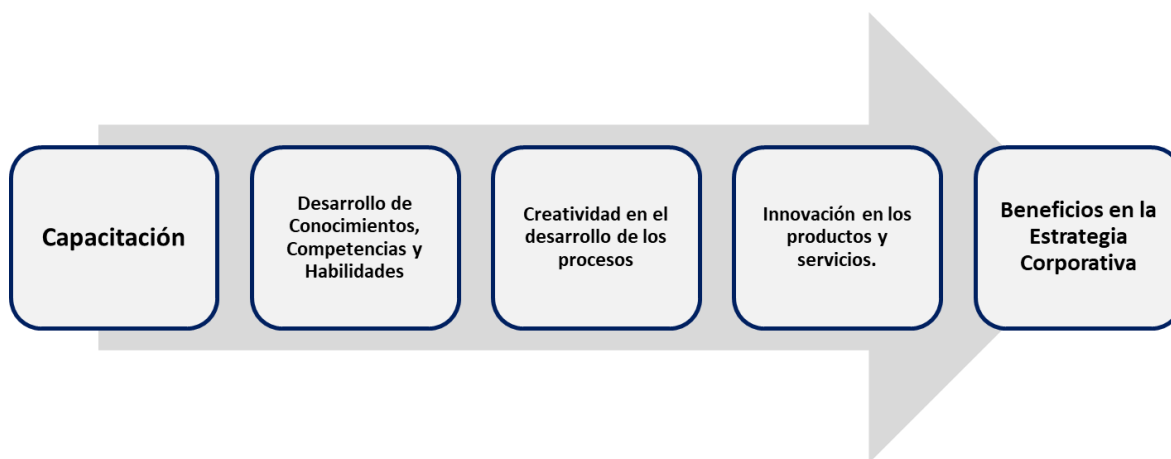 Capacitación
Desarrollo de
Conocimientos,
Competencias y
Habilidades
Creatividad en el
desarrollo de los
procesos
Innovación en los
productos y
servicios.
Beneficios en la
Estrategia
Corporativa